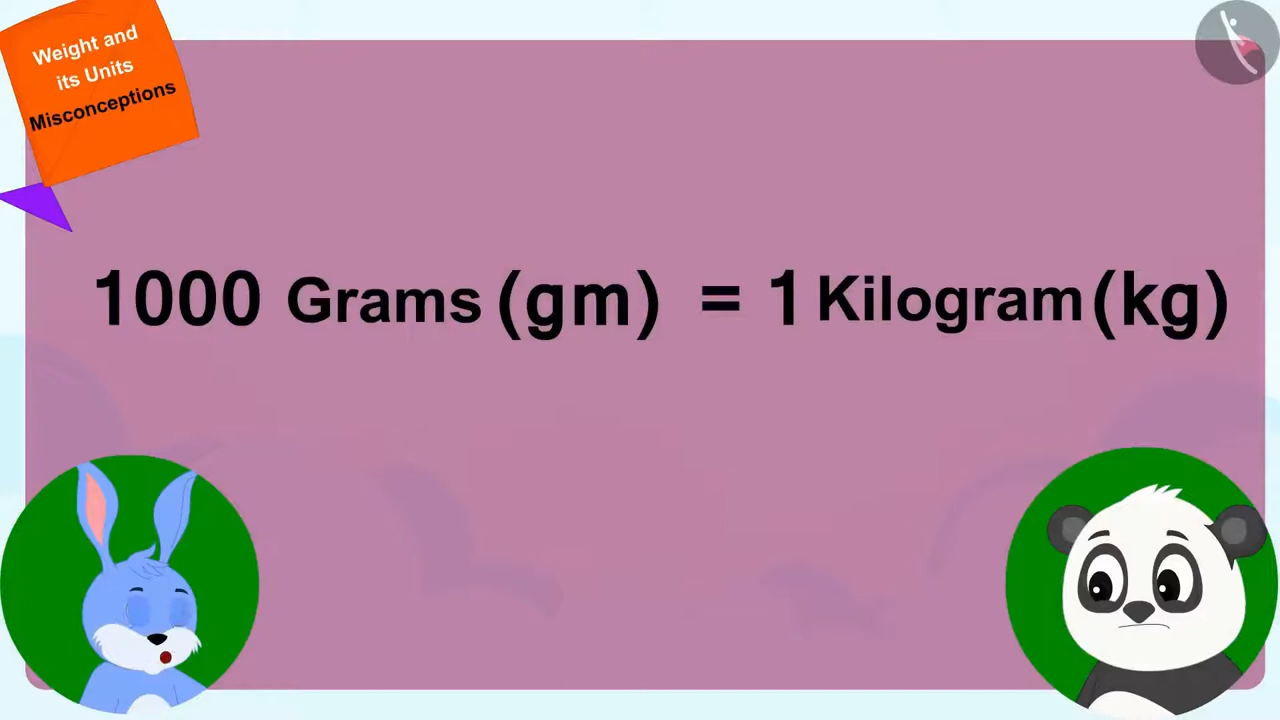 Weight and
its Units
Misconceptions
1000 Grams (gm) = 1 Kilogram (kg)